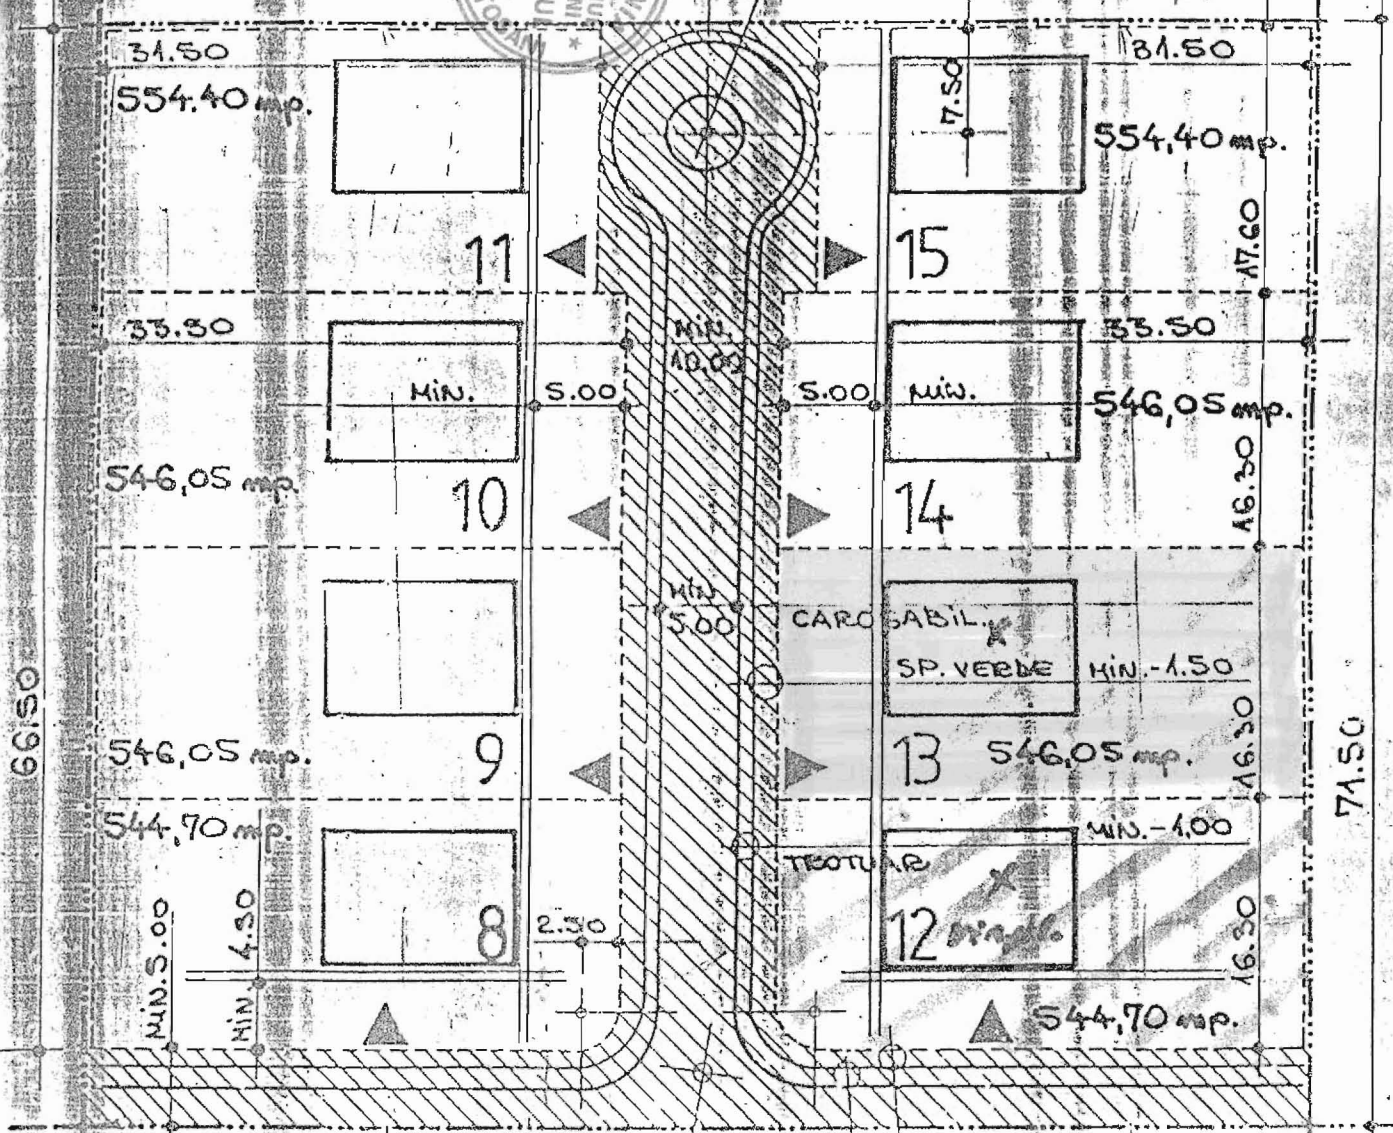 31.50
31.50
554.40 mp.
7.50
554,40 mp.
11
15
17.60
33.50
MIN.
10.00
33.50
MIN.
5.00
5.00
MIN.
546,05 mp.
546,05 mp.
10
14
16.30
MIN
5.00
CAROSABIL.
x
SP. VERDE
MIN.-1.50
66.50
546,05 mp.
9
13
546,05 mp.
16.30
71.50
544,70 mp.
MIN.-1.00
TROTUAR
x
MIN.5.00
MIN. 4.30
8
2.50
12
16.30
544,70 mp.